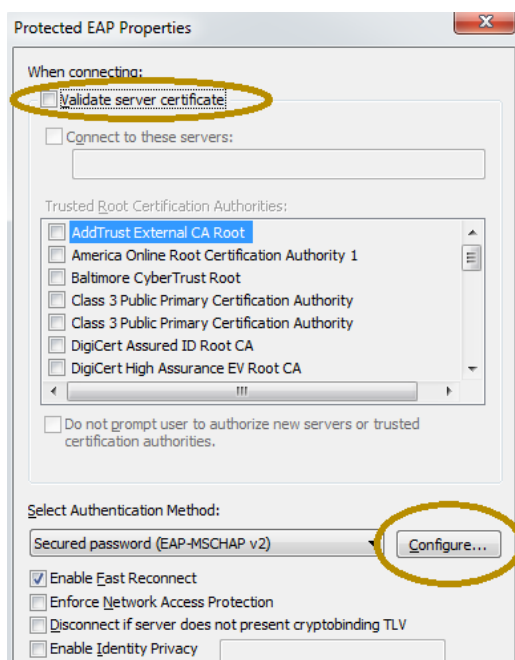 Protected EAP Properties
When connecting:
Validate server certificate
Connect to these servers:
Trusted Root Certification Authorities:
AddTrust External CA Root
America Online Root Certification Authority 1
Baltimore CyberTrust Root
Class 3 Public Primary Certification Authority
Class 3 Public Primary Certification Authority
DigiCert Assured ID Root CA
DigiCert High Assurance EV Root CA
Do not prompt user to authorize new servers or trusted
certification authorities.
Select Authentication Method:
Secured password (EAP-MSCHAP v2)
Configure...
Enable Fast Reconnect
Enforce Network Access Protection
Disconnect if server does not present cryptobinding TLV
Enable Identity Privacy